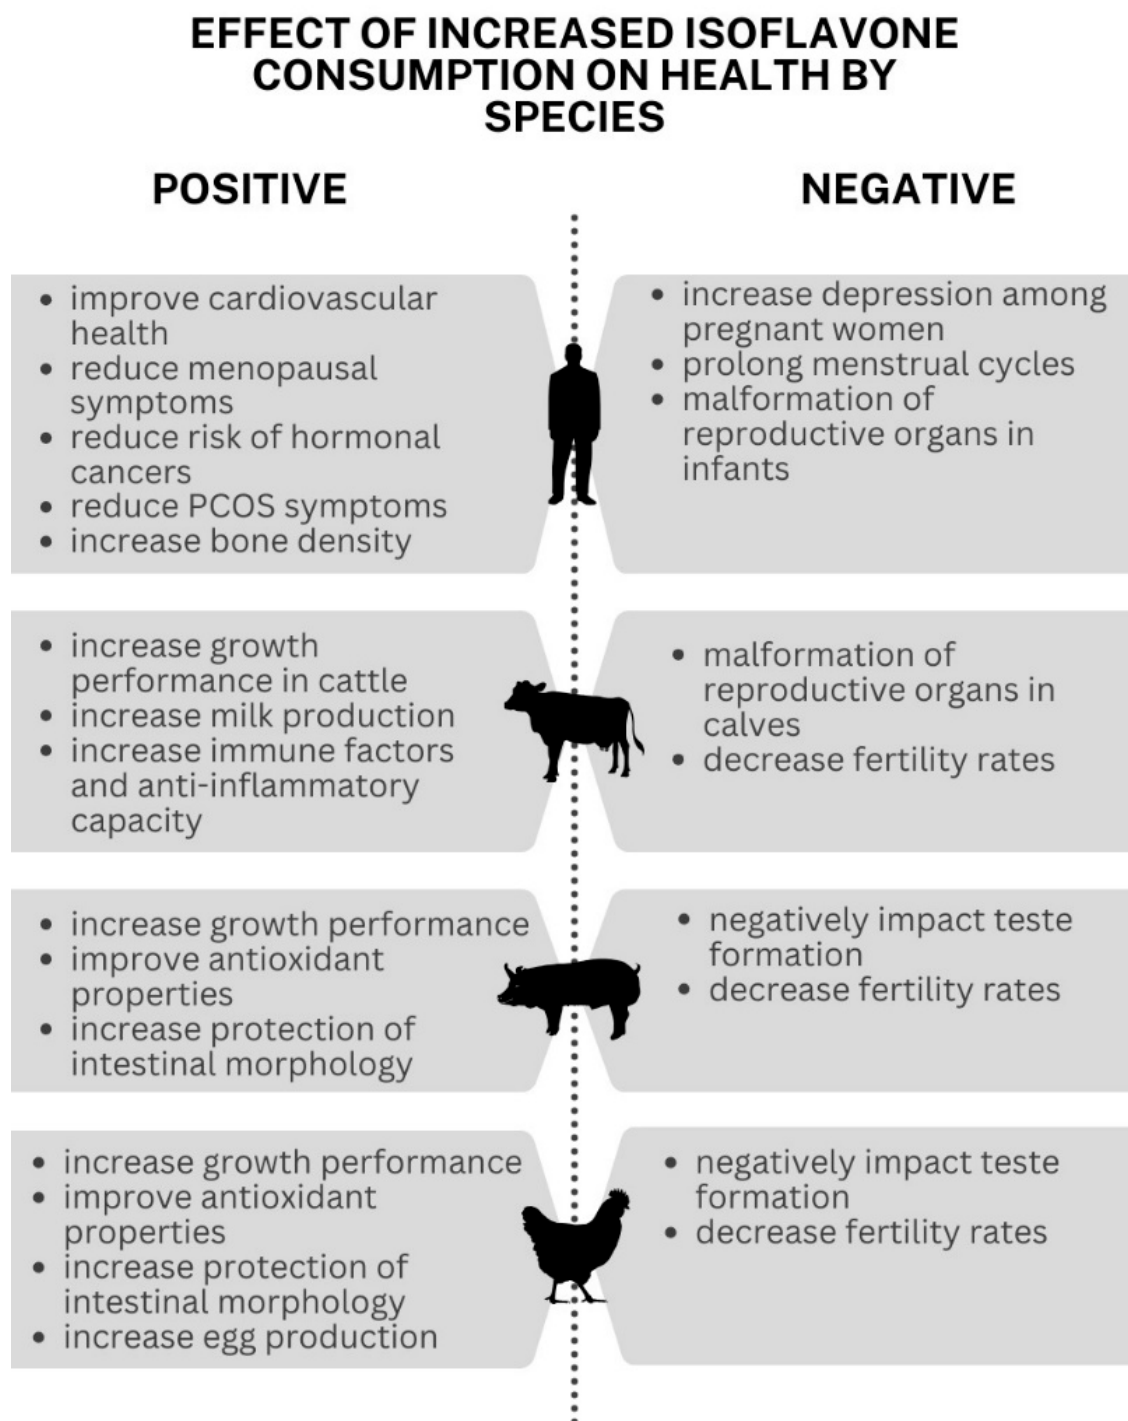 EFFECT OF INCREASED ISOFLAVONE
CONSUMPTION ON HEALTH BY
SPECIES
POSITIVE
NEGATIVE
• improve cardiovascular
health
• reduce menopausal
symptoms
• reduce risk of hormonal
cancers
• reduce PCOS symptoms
• increase bone density
• increase depression among
pregnant women
• prolong menstrual cycles
• malformation of
reproductive organs in
infants
• increase growth
performance in cattle
• increase milk production
• increase immune factors
and anti-inflammatory
capacity
• malformation of
reproductive organs in
calves
• decrease fertility rates
• increase growth performance
• improve antioxidant
properties
• increase protection of
intestinal morphology
• negatively impact teste
formation
• decrease fertility rates
• increase growth performance
• improve antioxidant
properties
• increase protection of
intestinal morphology
• increase egg production
• negatively impact teste
formation
• decrease fertility rates